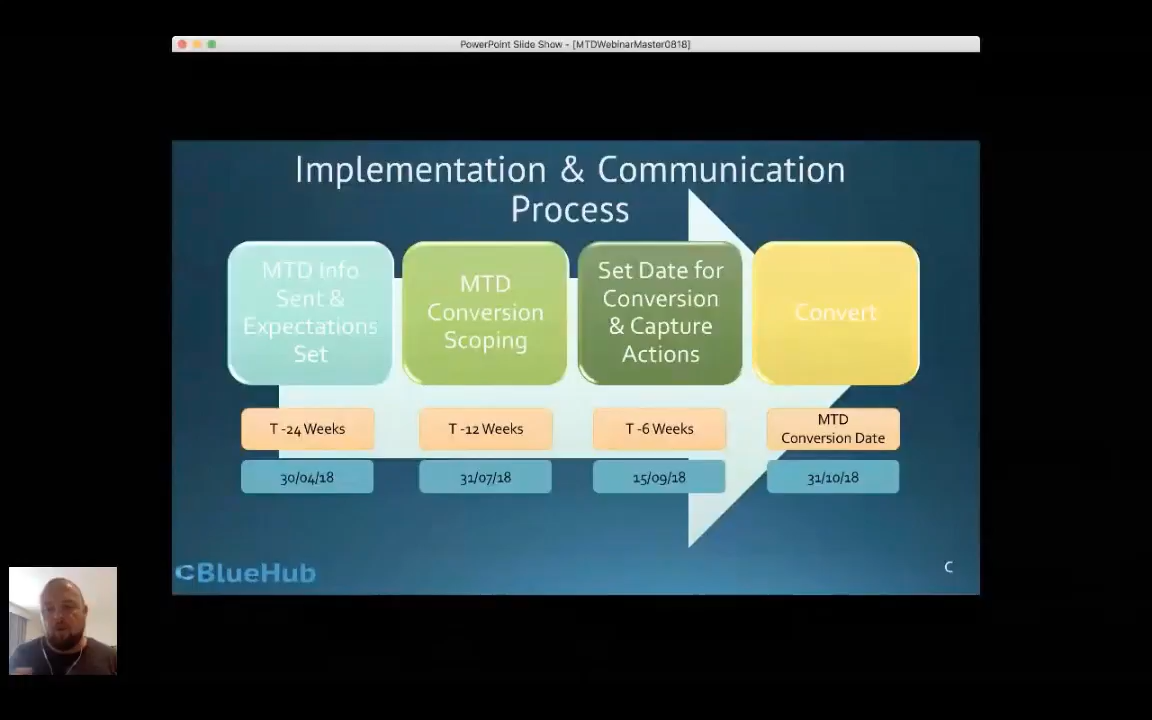 PowerPoint Slide Show - [MTDWebinarMaster0818]
Implementation & Communication
Process
MTD Info
Sent &
Expectations
Set
MTD
Conversion
Scoping
Set Date for
Conversion
& Capture
Actions
Convert
T -24 Weeks
T -12 Weeks
T -6 Weeks
MTD
Conversion Date
30/04/18
31/07/18
15/09/18
31/10/18
BlueHub
C